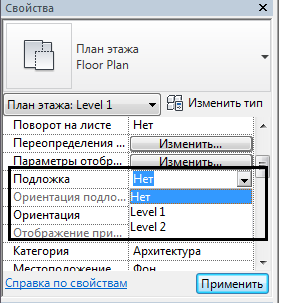 Свойства
План этажа
Floor Plan
План этажа: Level 1
Изменить тип
Поворот на листе Нет
Переопределения ... Изменить...
Параметры отобр... Изменить...
Подложка Нет
Ориентация подло... Нет
Ориентация Level 1
Отображение при... Level 2
Категория Архитектура
Местоположение Фон
Справка по свойствам Применить